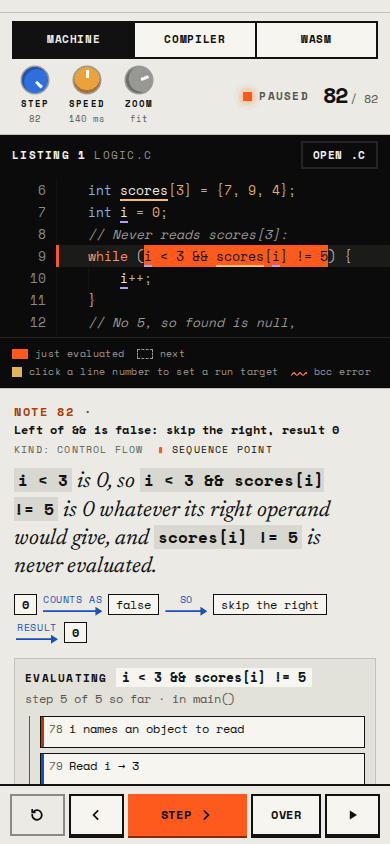 MACHINE COMPILER WASM
STEP SPEED ZOOM
82 140 ms fit
PAUSED 82 / 82
LISTING 1 LOGIC.C OPEN .C
6 int scores[3] = {7, 9, 4};
7 int i = 0;
8 // Never reads scores[3]:
9 while (i < 3 && scores[i] != 5) {
10 i++;
11 }
12 // No 5, so found is null,
just evaluated next
click a line number to set a run target bcc error
NOTE 82 ·
Left of && is false: skip the right, result 0
KIND: CONTROL FLOW SEQUENCE POINT
i < 3 is 0, so i < 3 && scores[i]
!= 5 is 0 whatever its right operand
would give, and scores[i] != 5 is
never evaluated.
0 COUNTS AS false SO skip the right
RESULT 0
EVALUATING i < 3 && scores[i] != 5
step 5 of 5 so far · in main()
78 i names an object to read
79 Read i → 3
STEP OVER